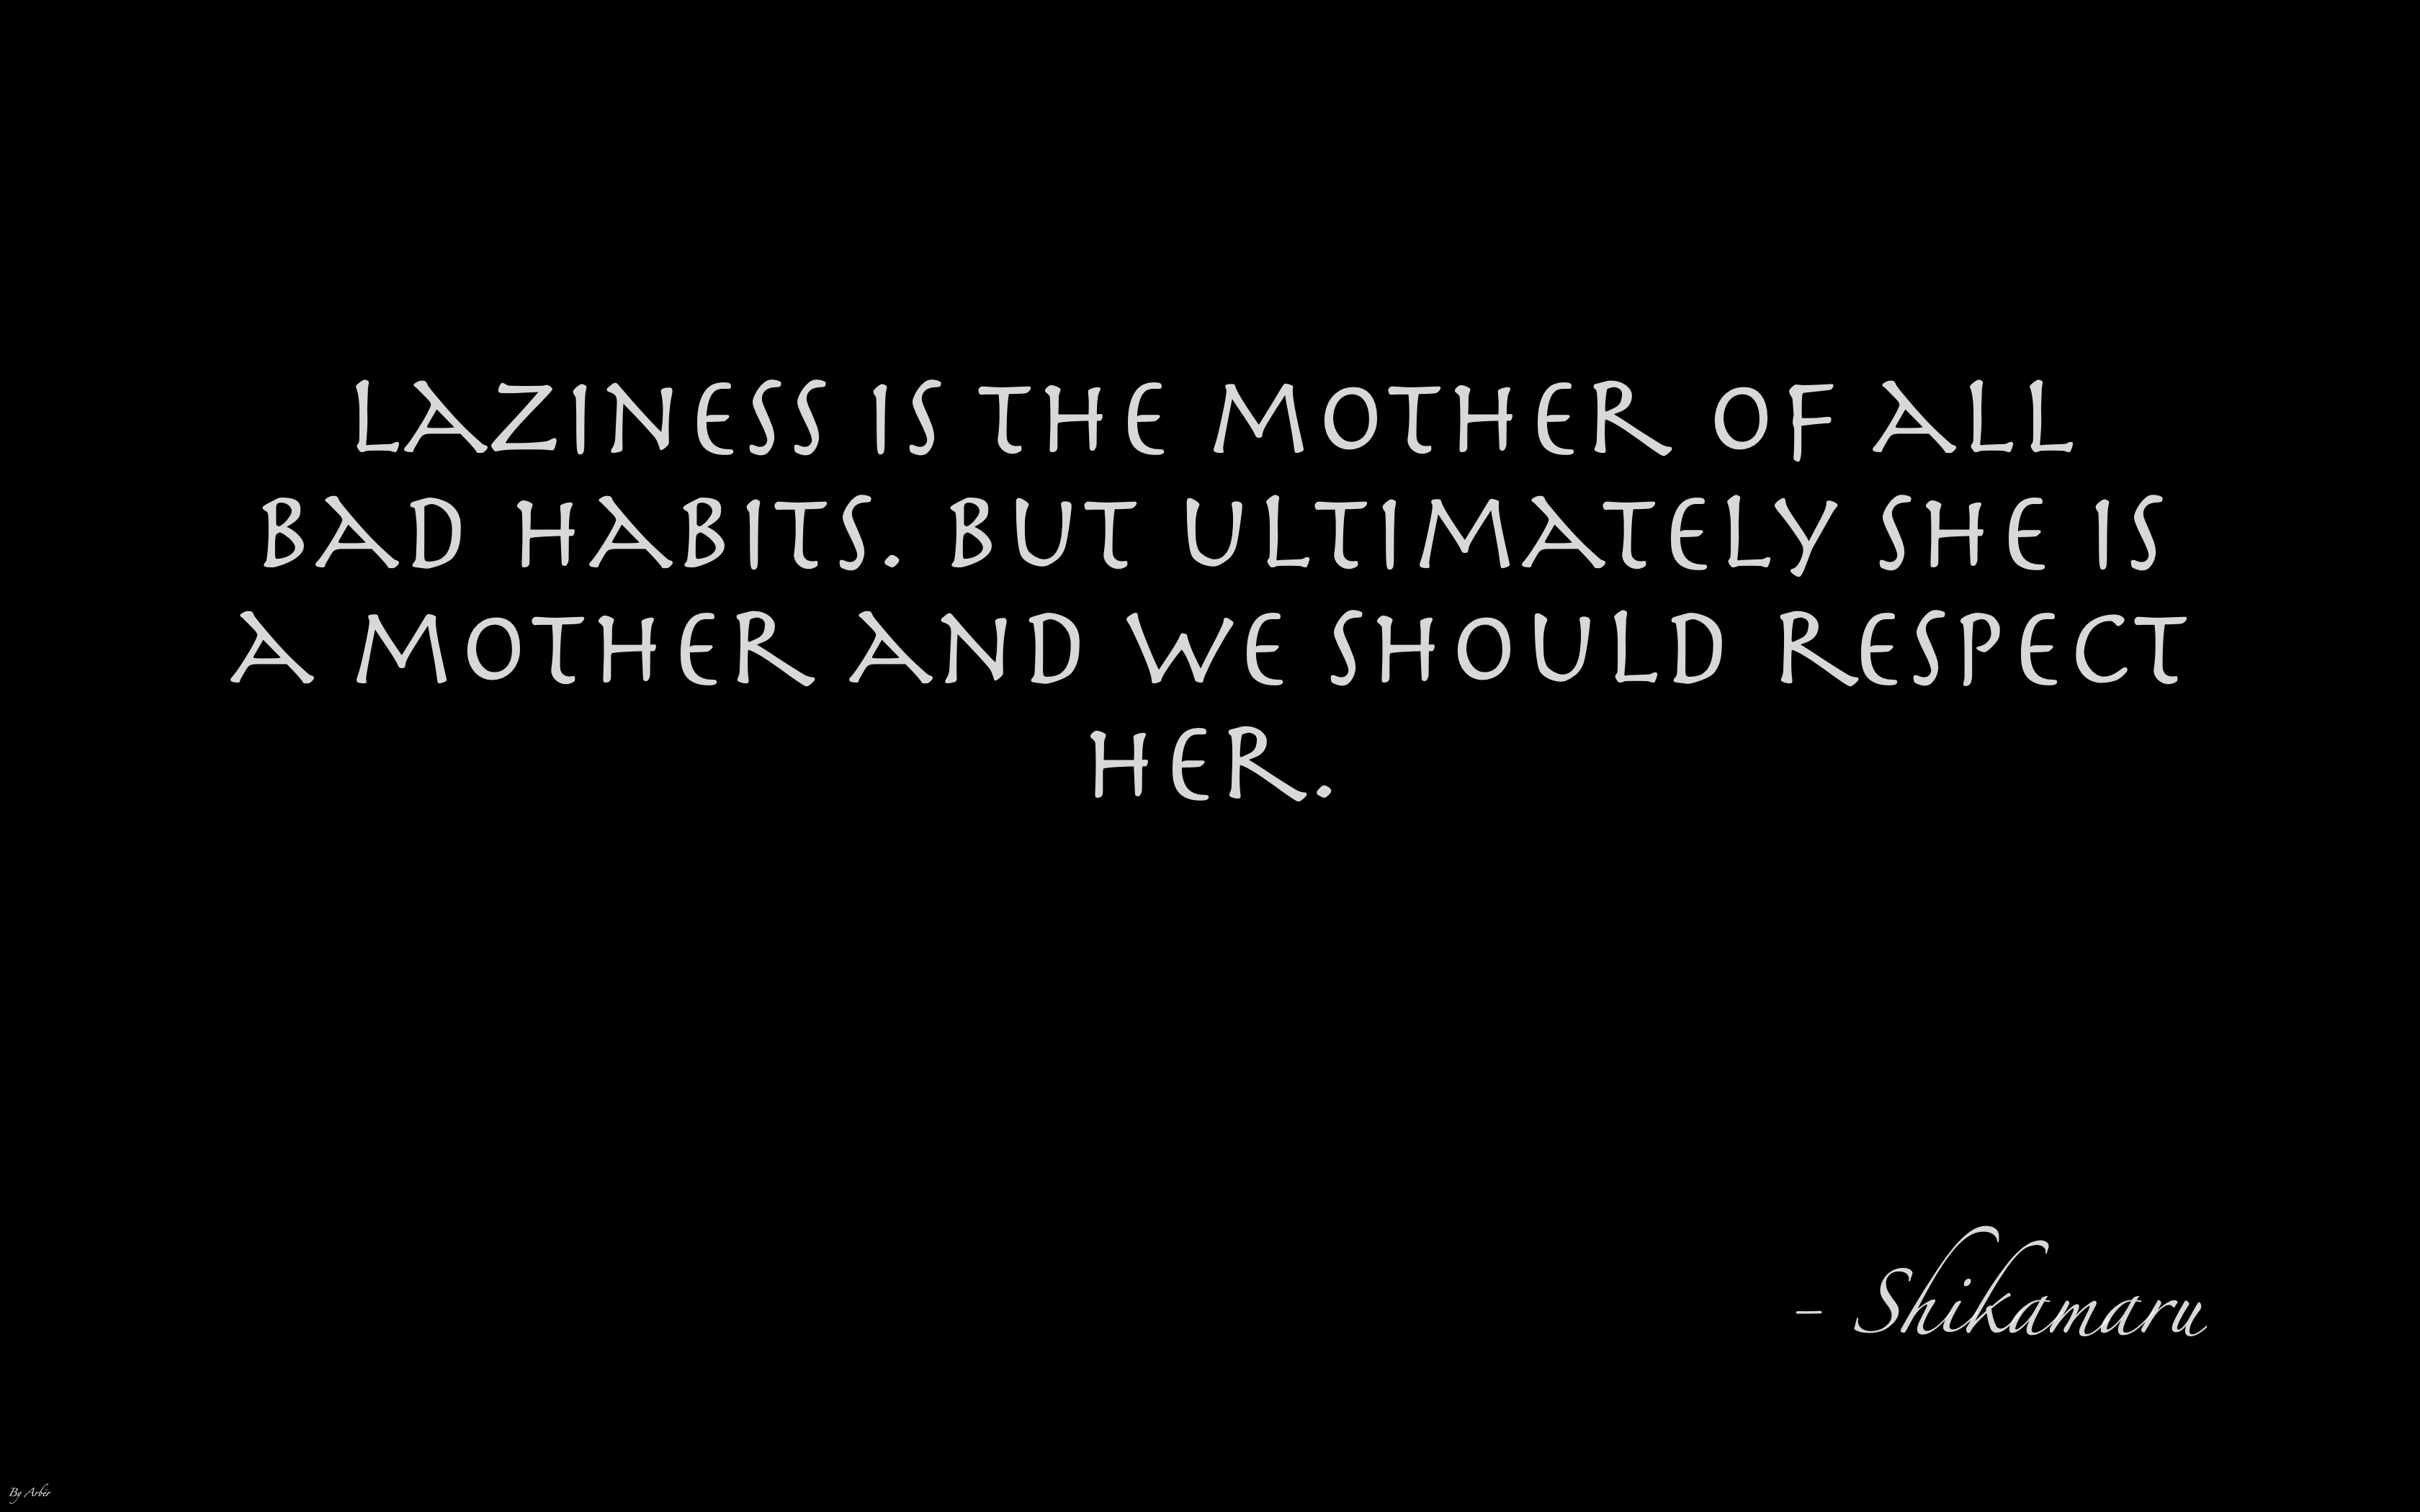 LAZINESS IS THE MOTHER OF ALL
BAD HABITS. BUT ULTIMATELY SHE IS
A MOTHER AND WE SHOULD RESPECT
HER.
- Shikamaru
By Arbër